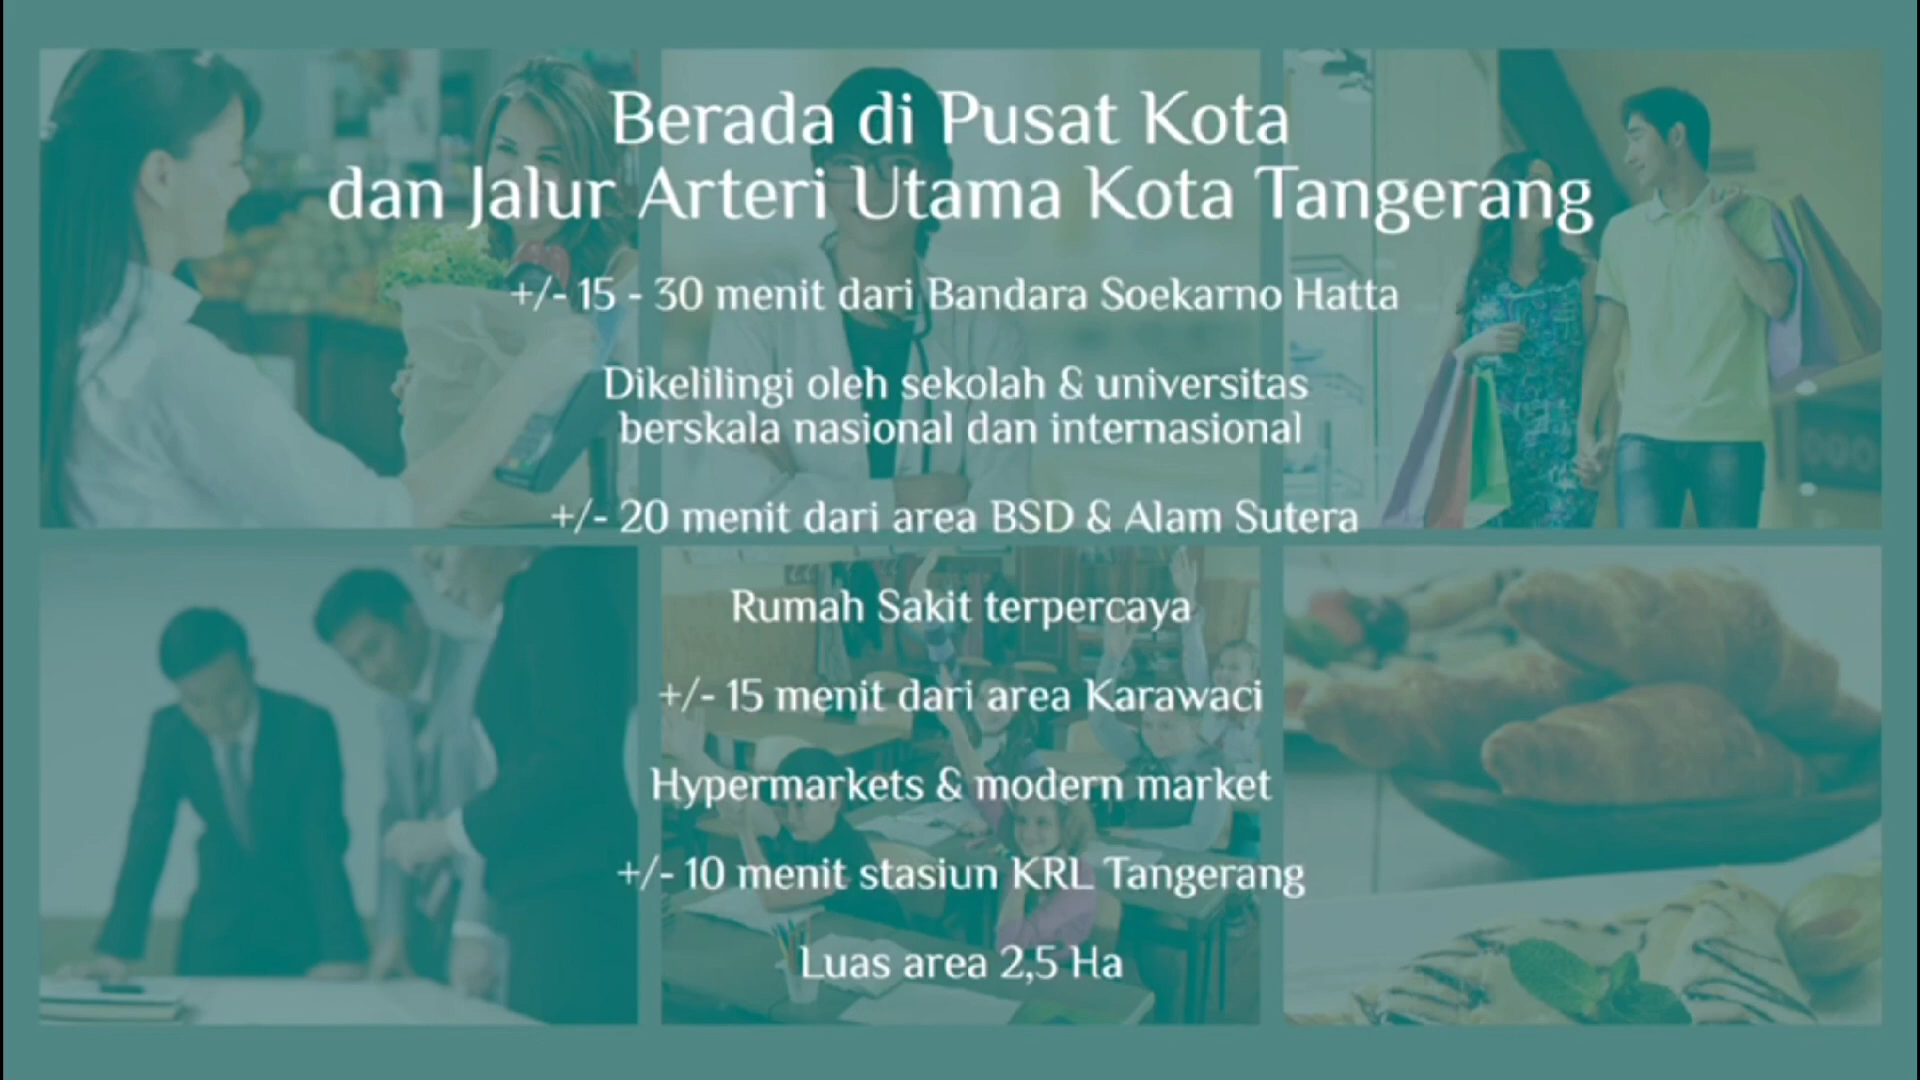 Berada di Pusat Kota
dan Jalur Arteri Utama Kota Tangerang
+/- 15 - 30 menit dari Bandara Soekarno Hatta
Dikelilingi oleh sekolah & universitas
berskala nasional dan internasional
+/- 20 menit dari area BSD & Alam Sutera
Rumah Sakit terpercaya
+/- 15 menit dari area Karawaci
Hypermarkets & modern market
+/- 10 menit stasiun KRL Tangerang
Luas area 2,5 Ha